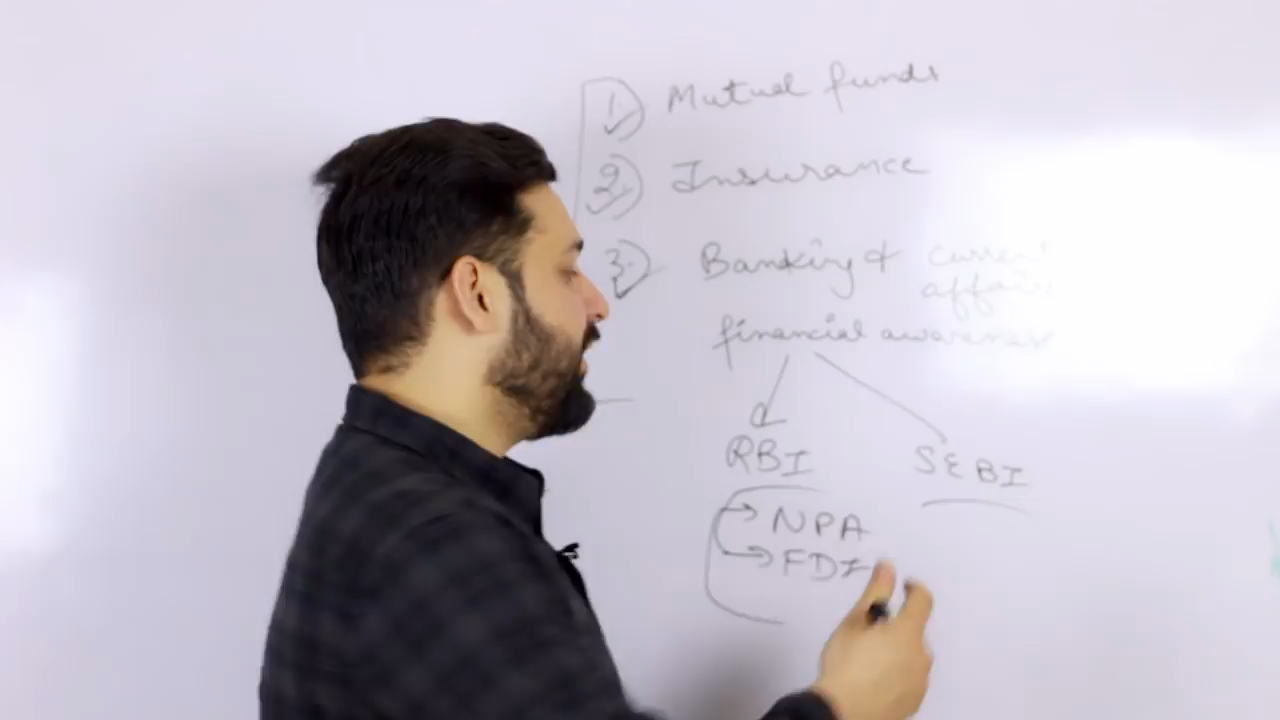 1. Mutual funds
2. Insurance
3. Banking & current
affairs
financial awareness
RBI
SEBI
→ NPA
→ FDI